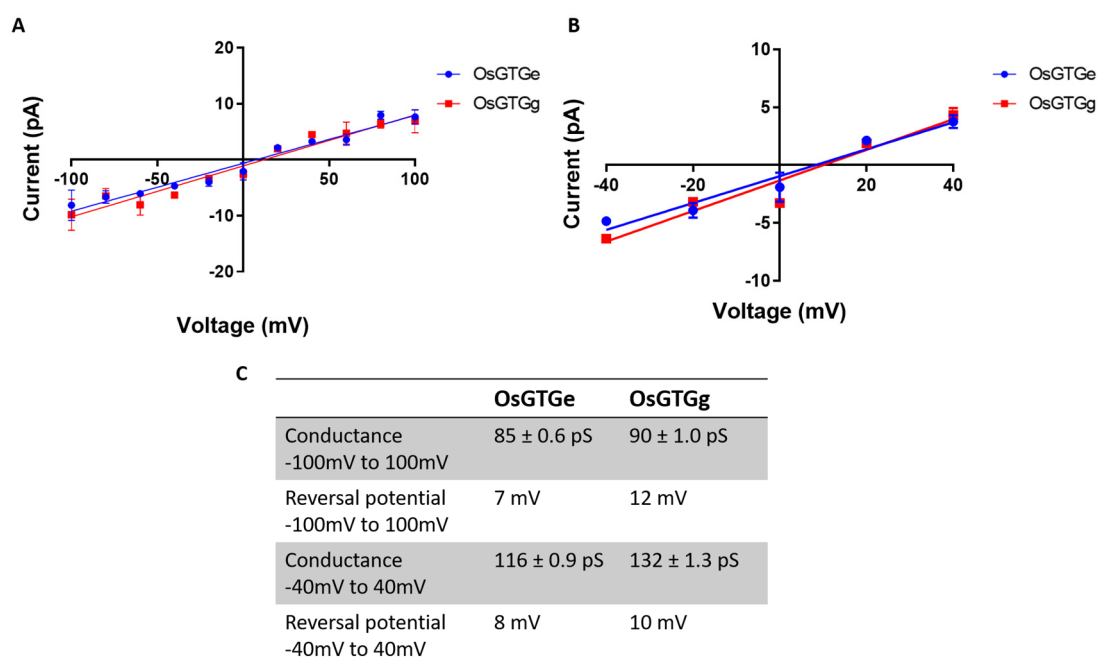 A
20
10
-100
-50
50
100
-10
-20
Current (pA)
Voltage (mV)
OsGTGe
OsGTGg
B
10
5
-40
-20
20
40
-5
-10
Current (pA)
Voltage (mV)
OsGTGe
OsGTGg
C
OsGTGe OsGTGg
Conductance 85 ± 0.6 pS 90 ± 1.0 pS
-100mV to 100mV
Reversal potential 7 mV 12 mV
-100mV to 100mV
Conductance 116 ± 0.9 pS 132 ± 1.3 pS
-40mV to 40mV
Reversal potential 8 mV 10 mV
-40mV to 40mV